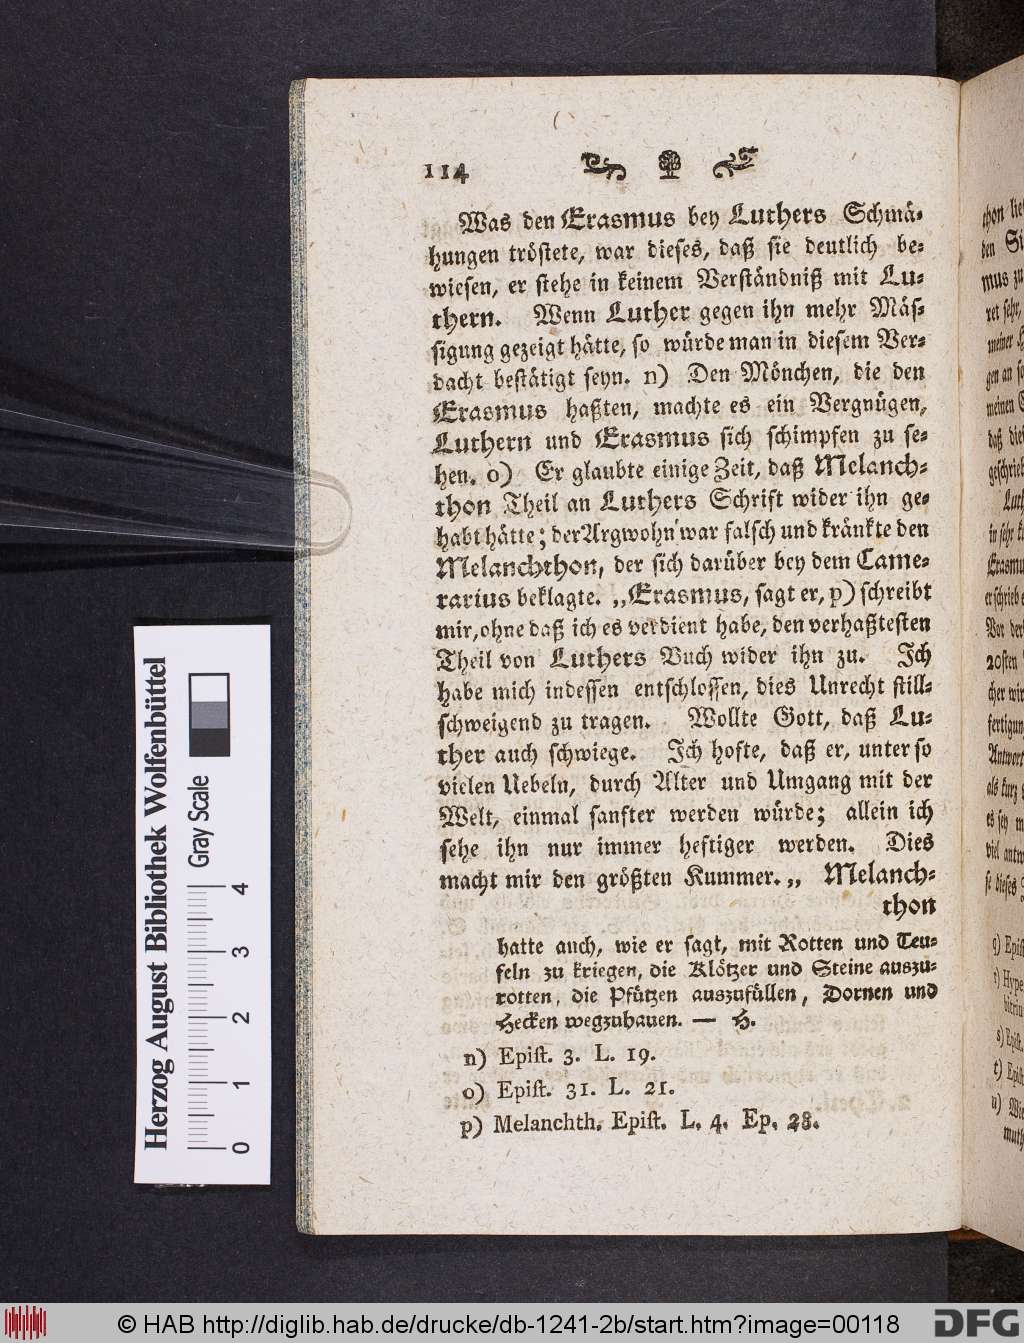 114
Was den Erasmus bey Luthers Schmä-
hungen tröstete, war dieses, daß sie deutlich be-
wiesen, er stehe in keinem Verständniß mit Lu-
thern. Wenn Luther gegen ihn mehr Mäs-
sigung gezeigt hätte, so würde man in diesem Ver-
dacht bestätigt seyn. n) Den Mönchen, die den
Erasmus haßten, machte es ein Vergnügen,
Luthern und Erasmus sich schimpfen zu se-
hen. o) Er glaubte einige Zeit, daß Melanch-
thon Theil an Luthers Schrift wider ihn ge-
habt hätte; der Argwohn war falsch und kränkte den
Melanchthon, der sich darüber bey dem Came-
rarius beklagte. „Erasmus, sagt er, p) schreibt
mir, ohne daß ich es verdient habe, den verhaßtesten
Theil von Luthers Buch wider ihn zu. Ich
habe mich indessen entschlossen, dies Unrecht still-
schweigend zu tragen. Wollte Gott, daß Lu-
ther auch schwiege. Ich hofte, daß er, unter so
vielen Uebeln, durch Alter und Umgang mit der
Welt, einmal sanfter werden würde; allein ich
sehe ihn nur immer heftiger werden. Dies
macht mir den größten Kummer.„ Melanch-
thon
hatte auch, wie er sagt, mit Rotten und Teu-
feln zu kriegen, die Klötzer und Steine auszu-
rotten, die Pfützen auszufüllen, Dornen und
Hecken wegzuhauen. — H.
n) Epist. 3. L. 19.
o) Epist. 31. L. 21.
p) Melanchth. Epist. L. 4. Ep. 28.
Herzog August Bibliothek Wolfenbüttel
Gray Scale
0 1 2 3 4
© HAB http://diglib.hab.de/drucke/db-1241-2b/start.htm?image=00118
DFG